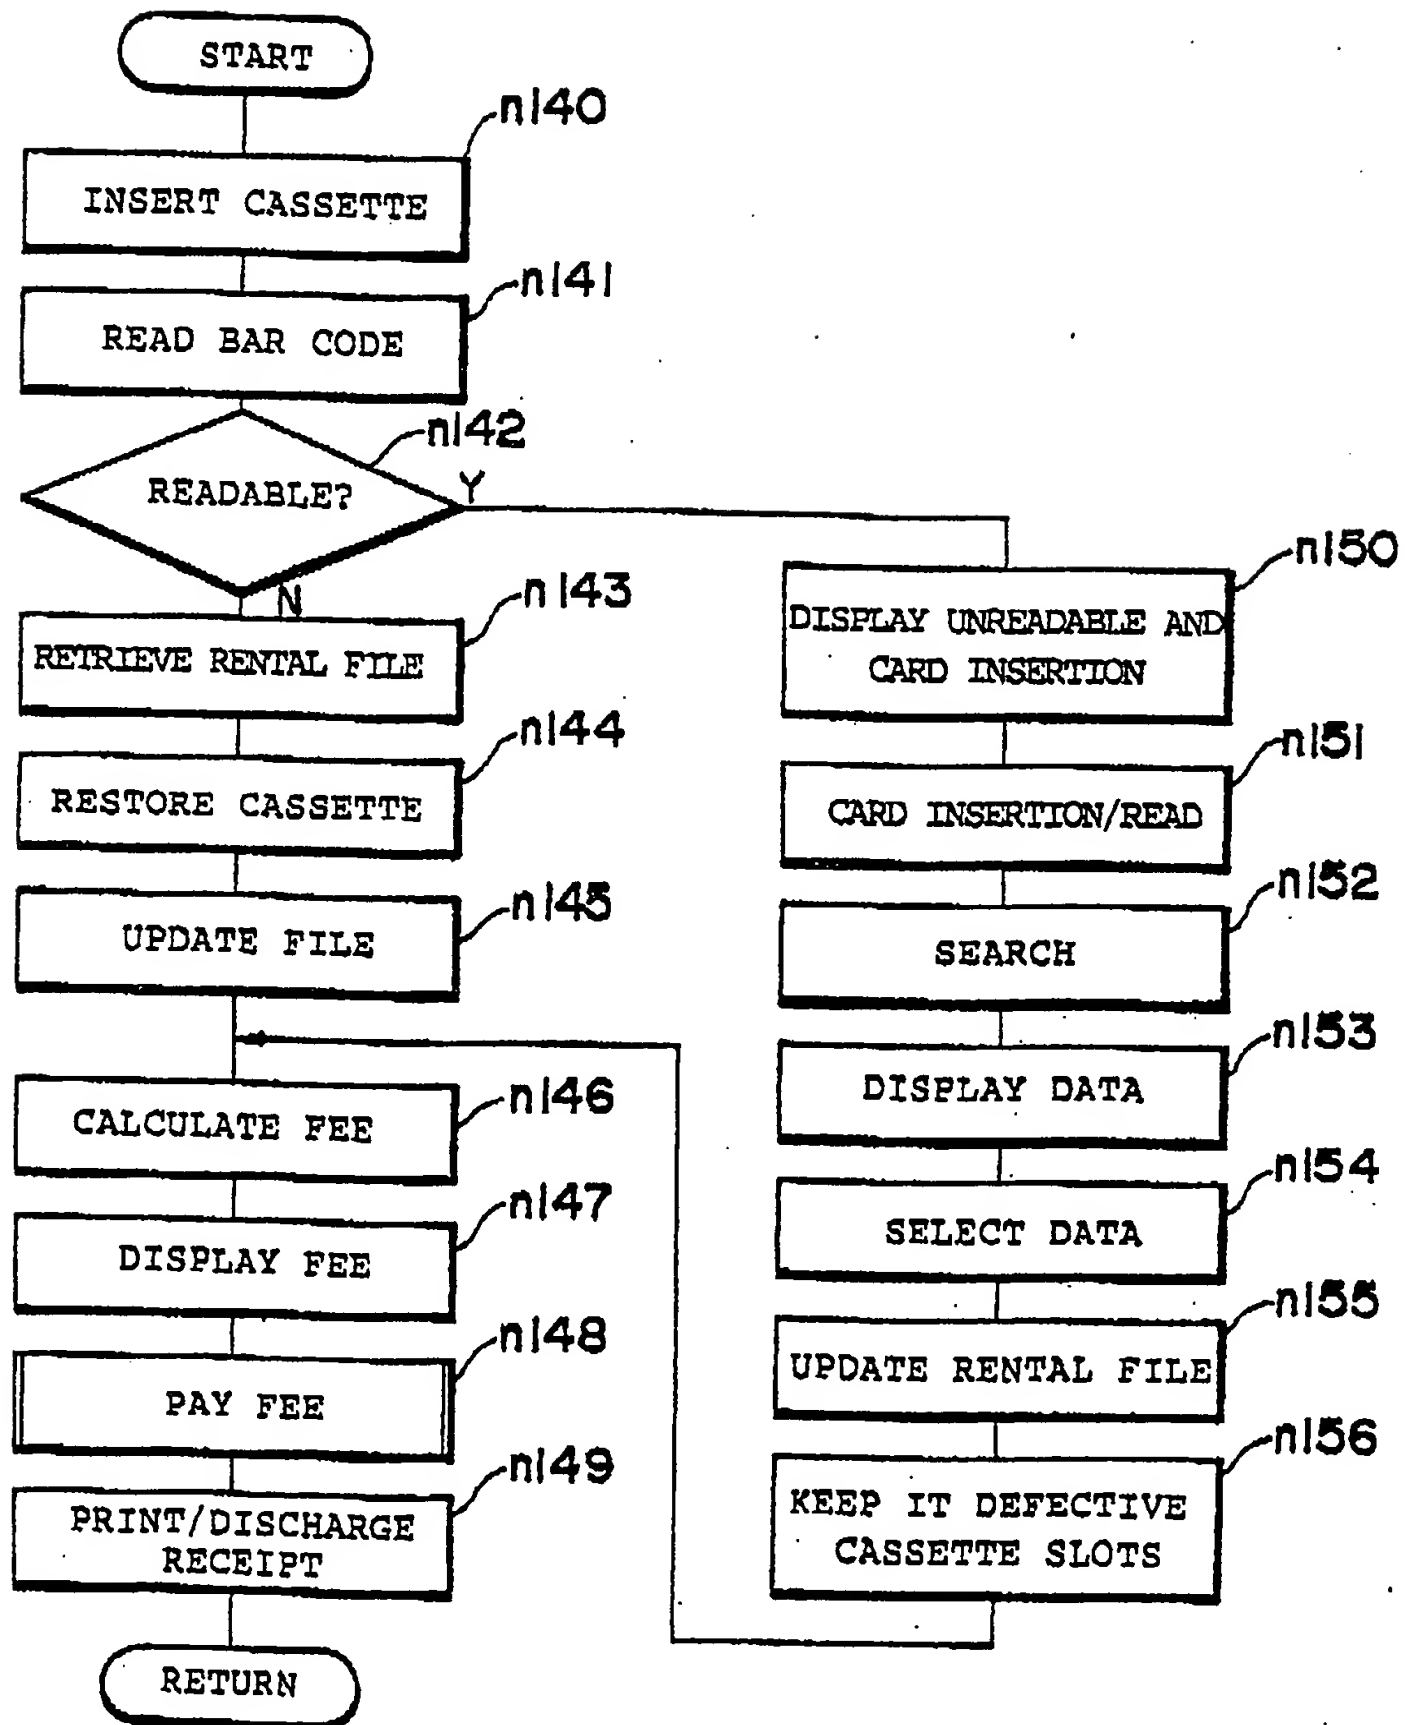 START
n140
INSERT CASSETTE
n141
READ BAR CODE
n142
READABLE?
Y
N
n143
RETRIEVE RENTAL FILE
n144
RESTORE CASSETTE
n145
UPDATE FILE
n146
CALCULATE FEE
n147
DISPLAY FEE
n148
PAY FEE
n149
PRINT/DISCHARGE
RECEIPT
RETURN
n150
DISPLAY UNREADABLE AND
CARD INSERTION
n151
CARD INSERTION/READ
n152
SEARCH
n153
DISPLAY DATA
n154
SELECT DATA
n155
UPDATE RENTAL FILE
n156
KEEP IT DEFECTIVE
CASSETTE SLOTS